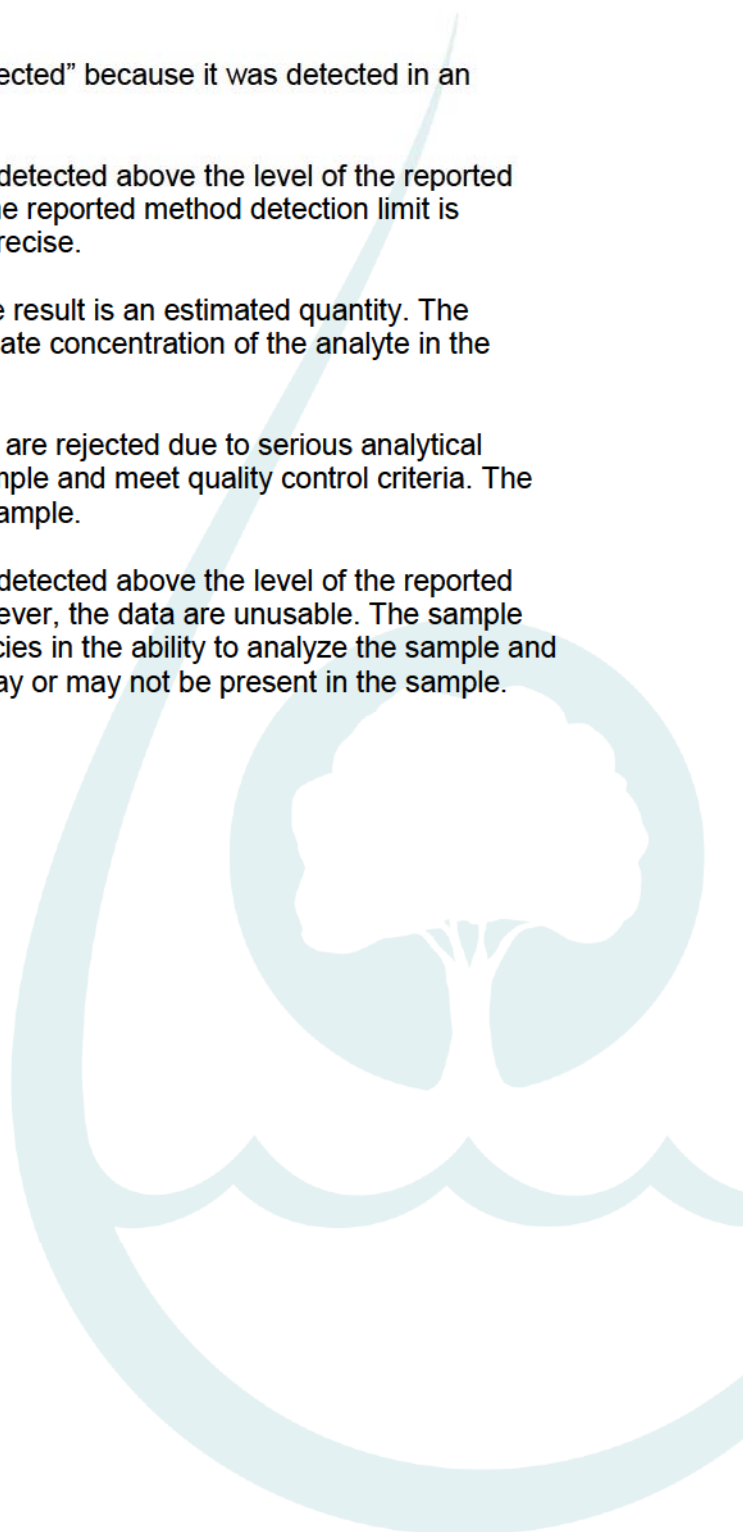 ected” because it was detected in an
detected above the level of the reported
e reported method detection limit is
recise.
e result is an estimated quantity. The
ate concentration of the analyte in the
are rejected due to serious analytical
mple and meet quality control criteria. The
ample.
detected above the level of the reported
ever, the data are unusable. The sample
cies in the ability to analyze the sample and
ay or may not be present in the sample.